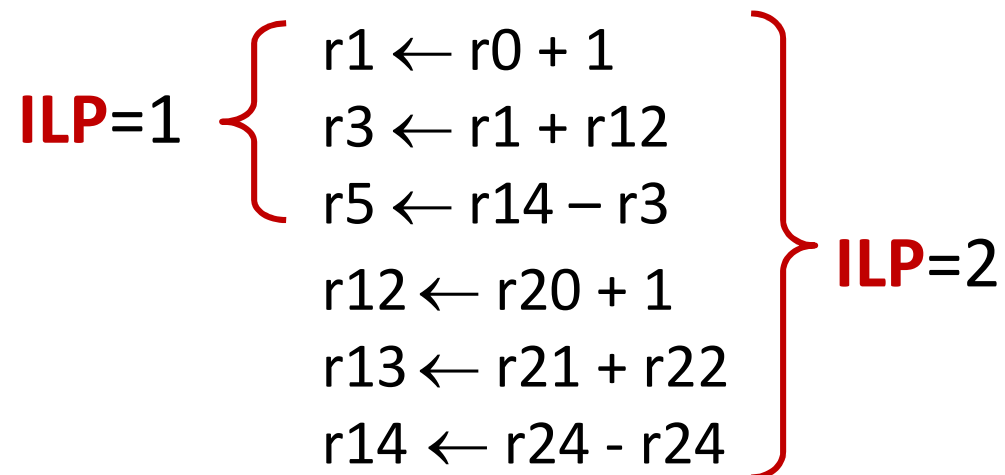 r1 ← r0 + 1
ILP=1
r3 ← r1 + r12
r5 ← r14 – r3
ILP=2
r12 ← r20 + 1
r13 ← r21 + r22
r14 ← r24 - r24